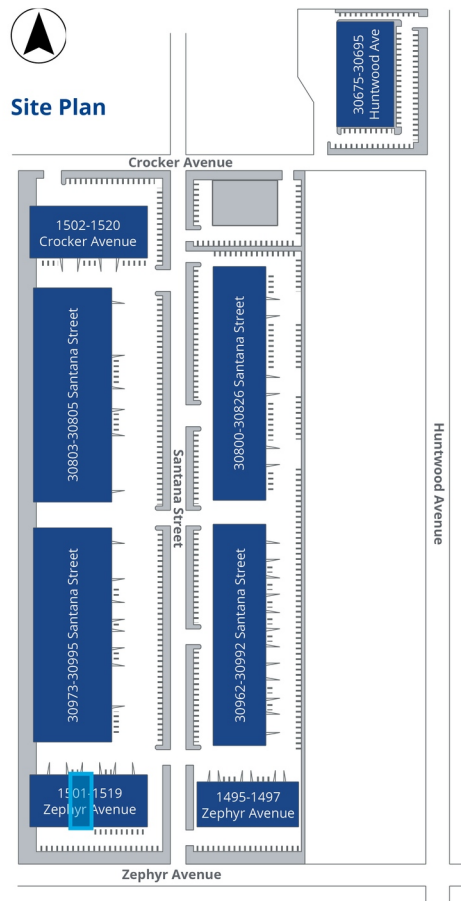 Site Plan
30675-30695
Huntwood Ave
Crocker Avenue
1502-1520
Crocker Avenue
30803-30805 Santana Street
30800-30826 Santana Street
Santana Street
Huntwood Avenue
30973-30995 Santana Street
30962-30992 Santana Street
1501-1519
Zephyr Avenue
1495-1497
Zephyr Avenue
Zephyr Avenue